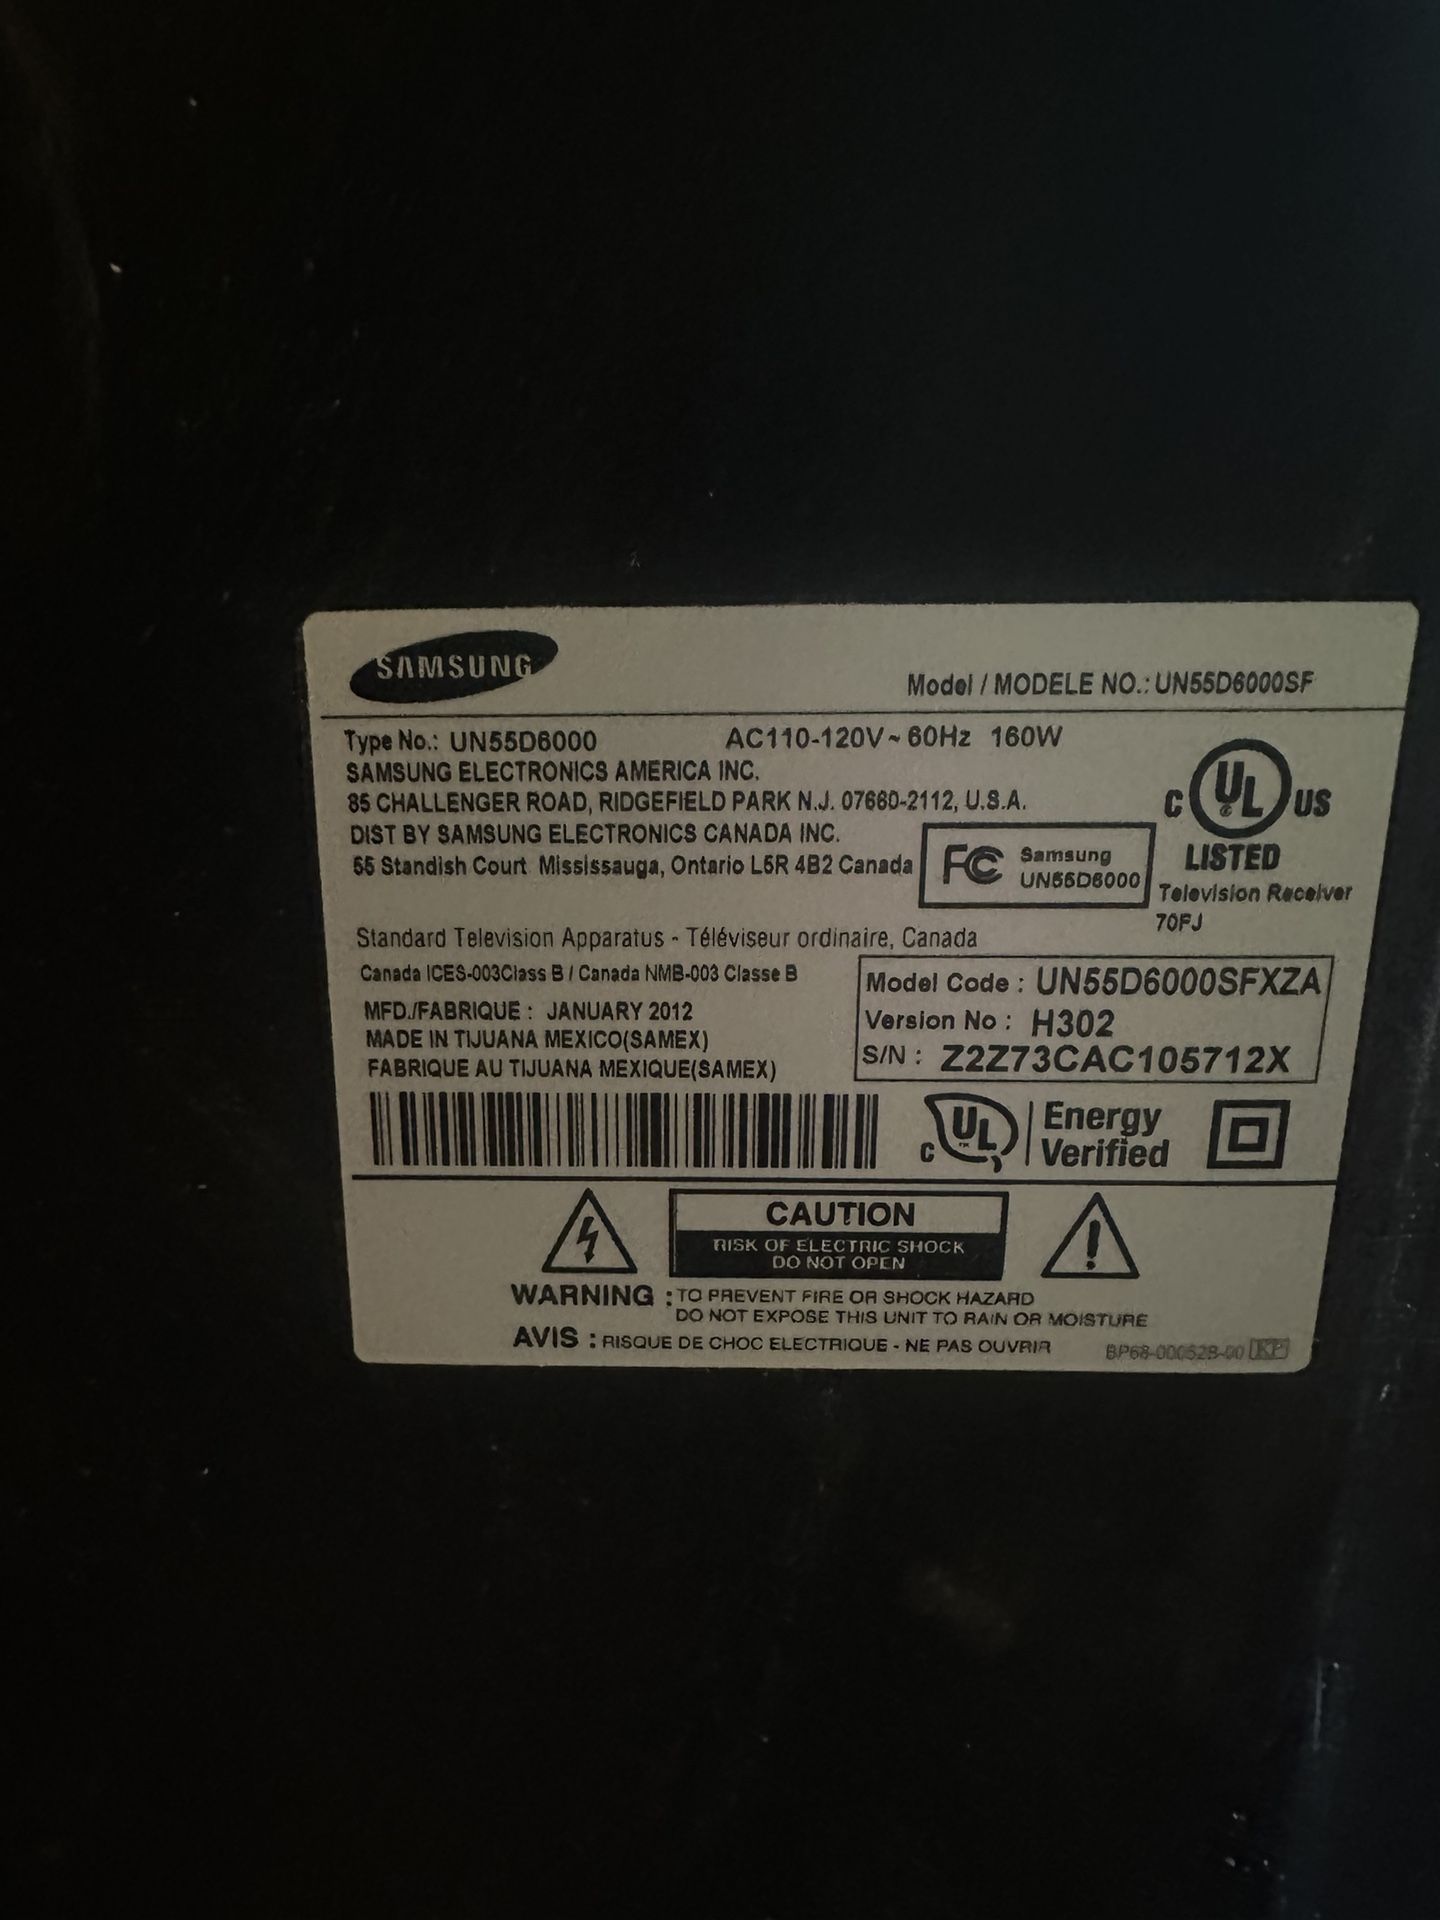 SAMSUNG
Model / MODELE NO.: UN55D6000SF
Type No.: UN55D6000 AC110-120V~60Hz 160W
SAMSUNG ELECTRONICS AMERICA INC.
85 CHALLENGER ROAD, RIDGEFIELD PARK N.J. 07660-2112, U.S.A.
DIST BY SAMSUNG ELECTRONICS CANADA INC.
55 Standish Court Mississauga, Ontario L5R 4B2 Canada
FC Samsung
UN55D6000
C UL US
LISTED
Television Receiver
70FJ
Standard Television Apparatus - Téléviseur ordinaire, Canada
Canada ICES-003Class B / Canada NMB-003 Classe B
MFD./FABRIQUE : JANUARY 2012
MADE IN TIJUANA MEXICO(SAMEX)
FABRIQUE AU TIJUANA MEXIQUE(SAMEX)
Model Code : UN55D6000SFXZA
Version No : H302
S/N : Z2Z73CAC105712X
C UL Energy
Verified
CAUTION
RISK OF ELECTRIC SHOCK
DO NOT OPEN
WARNING : TO PREVENT FIRE OR SHOCK HAZARD
DO NOT EXPOSE THIS UNIT TO RAIN OR MOISTURE
AVIS : RISQUE DE CHOC ELECTRIQUE - NE PAS OUVRIR